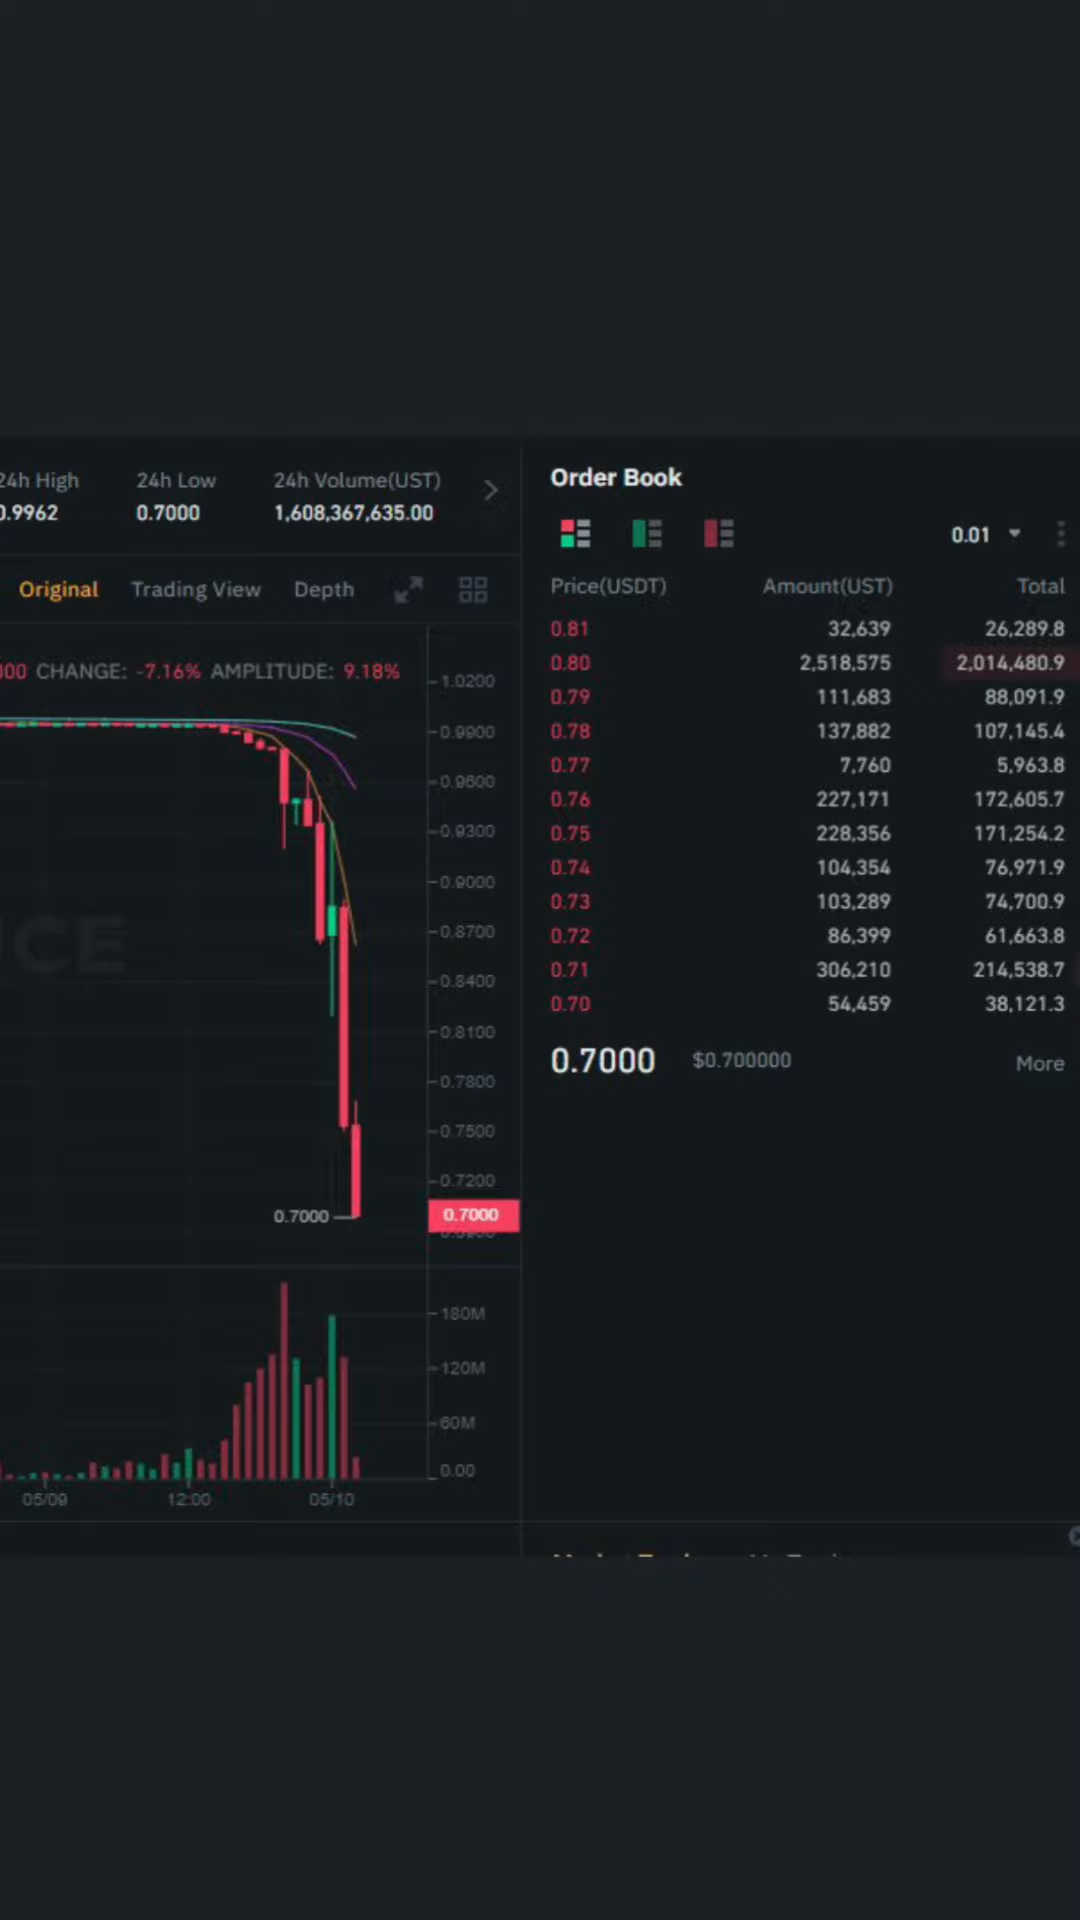 24h High 24h Low 24h Volume(UST)
0.9962 0.7000 1,608,367,635.00
Original Trading View Depth
000 CHANGE: -7.16% AMPLITUDE: 9.18%
1.0200
0.9900
0.9600
0.9300
0.9000
0.8700
CE
0.8400
0.8100
0.7800
0.7500
0.7200
0.7000 0.7000
180M
120M
60M
0.00
05/09 12:00 05/10
Order Book
0.01
Price(USDT) Amount(UST) Total
0.81 32,639 26,289.8
0.80 2,518,575 2,014,480.9
0.79 111,683 88,091.9
0.78 137,882 107,145.4
0.77 7,760 5,963.8
0.76 227,171 172,605.7
0.75 228,356 171,254.2
0.74 104,354 76,971.9
0.73 103,289 74,700.9
0.72 86,399 61,663.8
0.71 306,210 214,538.7
0.70 54,459 38,121.3
0.7000 $0.700000 More